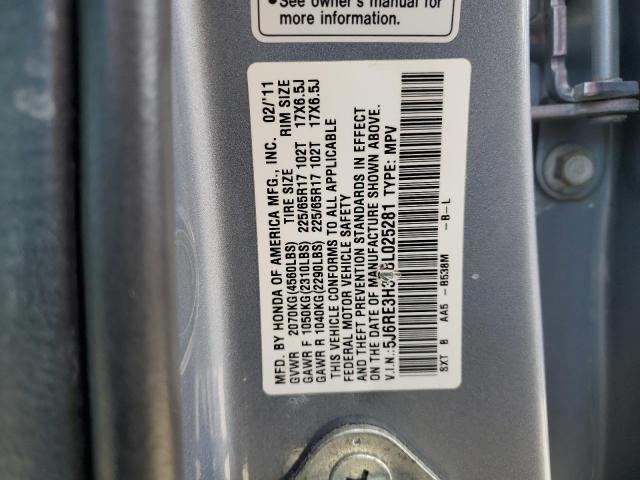 •See owner's manual for
more information.
MFD. BY HONDA OF AMERICA MFG., INC. 02/'11
TIRE SIZE RIM SIZE
GVWR 2070KG(4560LBS)
GAWR F 1050KG(2310LBS) 225/65R17 102T 17X6.5J
GAWR R 1040KG(2290LBS) 225/65R17 102T 17X6.5J
THIS VEHICLE CONFORMS TO ALL APPLICABLE
FEDERAL MOTOR VEHICLE SAFETY
AND THEFT PREVENTION STANDARDS IN EFFECT
ON THE DATE OF MANUFACTURE SHOWN ABOVE.
V.I.N.: TYPE: MPV
SXT B AA5 -B538M -B-L